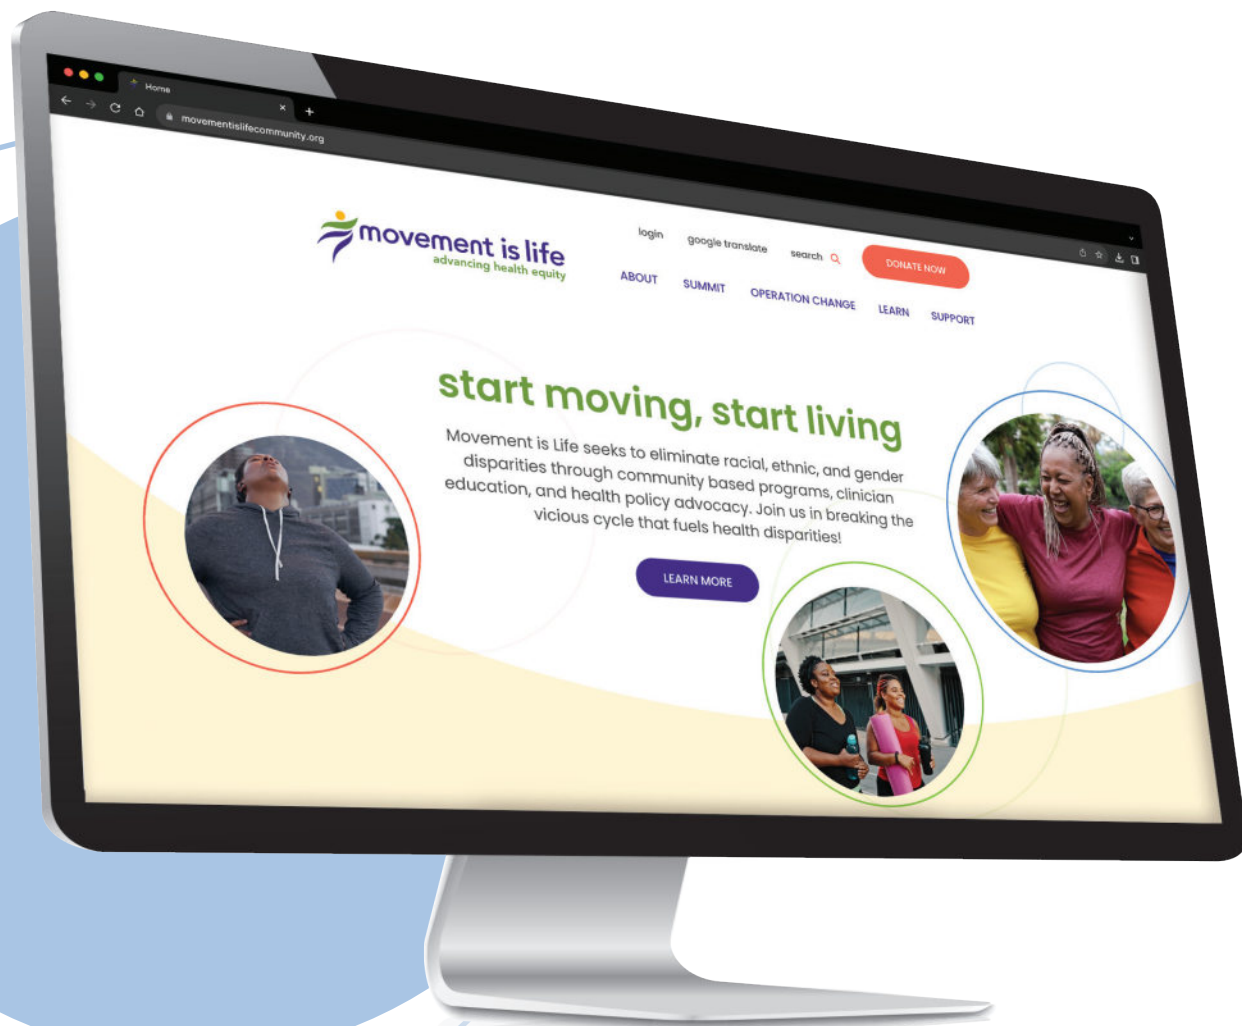 Home
movementislifecommunity.org
movement is life
advancing health equity
login google translate search DONATE NOW
ABOUT SUMMIT OPERATION CHANGE LEARN SUPPORT
start moving, start living
Movement is Life seeks to eliminate racial, ethnic, and gender
disparities through community based programs, clinician
education, and health policy advocacy. Join us in breaking the
vicious cycle that fuels health disparities!
LEARN MORE